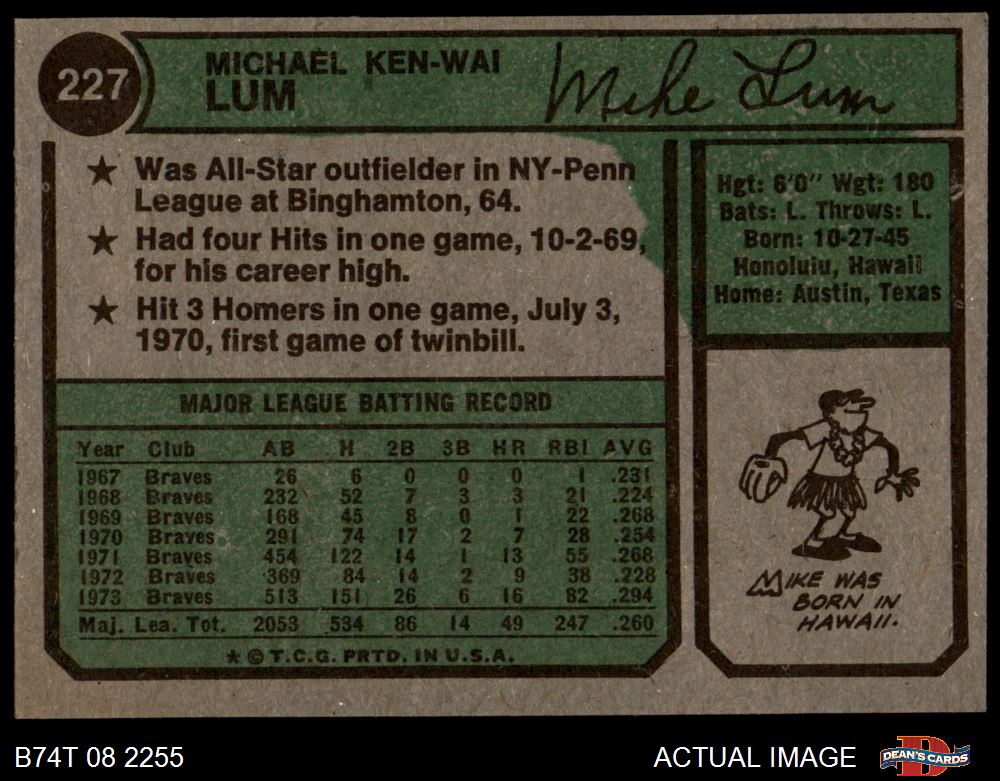 227
MICHAEL KEN-WAI
LUM
Mike Lum
★ Was All-Star outfielder in NY-Penn
League at Binghamton, 64.
★ Had four Hits in one game, 10-2-69,
for his career high.
★ Hit 3 Homers in one game, July 3,
1970, first game of twinbill.
Hgt: 6'0" Wgt: 180
Bats: L. Throws: L.
Born: 10-27-45
Honolulu, Hawaii
Home: Austin, Texas
MAJOR LEAGUE BATTING RECORD
Year Club AB H 2B 3B HR RBI AVG
1967 Braves 26 6 0 0 0 1 .231
1968 Braves 232 52 7 3 3 21 .224
1969 Braves 168 45 8 0 1 22 .268
1970 Braves 291 74 17 2 7 28 .254
1971 Braves 454 122 14 1 13 55 .268
1972 Braves 369 84 14 2 9 38 .228
1973 Braves 513 151 26 6 16 82 .294
Maj. Lea. Tot. 2053 534 86 14 49 247 .260
★ © T.C.G. PRTD. IN U.S.A.
MIKE WAS
BORN IN
HAWAII.
B74T 08 2255
ACTUAL IMAGE
DEAN'S CARDS